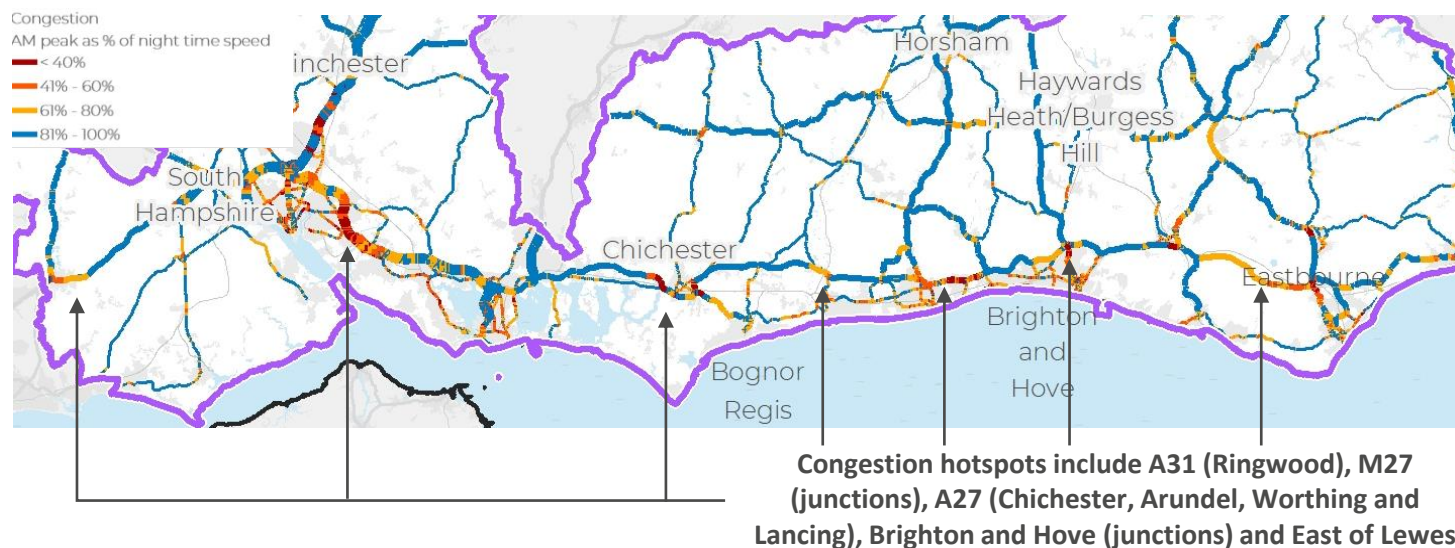 Congestion
AM peak as % of night time speed
< 40%
41% - 60%
61% - 80%
81% - 100%
inchester
Horsham
Haywards
Heath/Burgess
Hill
South
Hampshire
Chichester
Eastbourne
Brighton
and
Hove
Bognor
Regis
Congestion hotspots include A31 (Ringwood), M27
(junctions), A27 (Chichester, Arundel, Worthing and
Lancing), Brighton and Hove (junctions) and East of Lewes